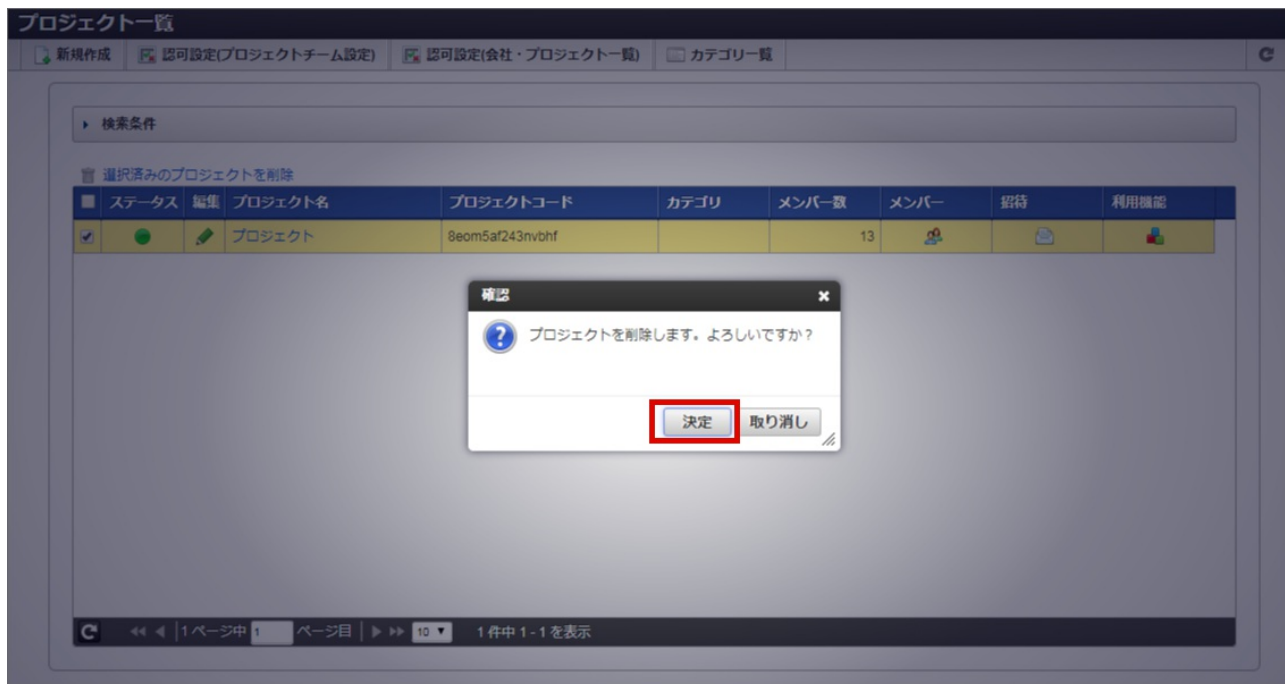 プロジェクト一覧
新規作成 認可設定(プロジェクトチーム設定) 認可設定(会社・プロジェクト一覧) カテゴリ一覧
検索条件
選択済みのプロジェクトを削除
ステータス 編集 プロジェクト名 プロジェクトコード カテゴリ メンバー数 メンバー 招待 利用機能
プロジェクト 8eom5af243nvbhf 13
確認
プロジェクトを削除します。よろしいですか？
決定 取り消し
1 ページ中 1 ページ目 10 1 件中 1 - 1 を表示